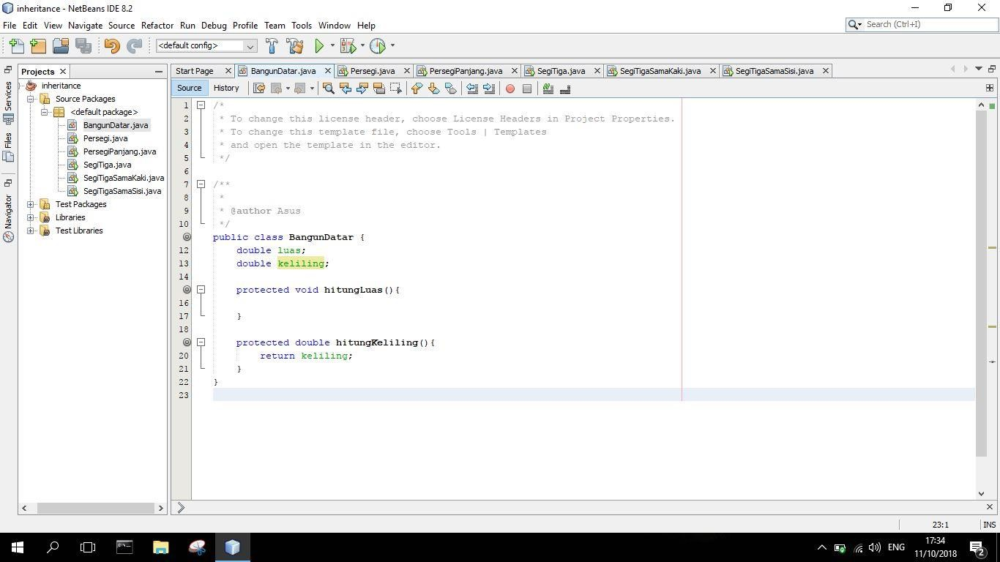 inheritance - NetBeans IDE 8.2
File Edit View Navigate Source Refactor Run Debug Profile Team Tools Window Help
Search (Ctrl+I)
<default config>
Projects
Start Page BangunDatar.java Persegi.java PersegiPanjang.java SegiTiga.java SegiTigaSamaKaki.java SegiTigaSamaSisi.java
Services
Files
Navigator
inheritance
Source Packages
<default package>
BangunDatar.java
Persegi.java
PersegiPanjang.java
SegiTiga.java
SegiTigaSamaKaki.java
SegiTigaSamaSisi.java
Test Packages
Libraries
Test Libraries
Source History
1 /*
2 * To change this license header, choose License Headers in Project Properties.
3 * To change this template file, choose Tools | Templates
4 * and open the template in the editor.
5 */
6
7 /**
8 *
9 * @author Asus
10 */
public class BangunDatar {
12 double luas;
13 double keliling;
14
protected void hitungLuas(){
16
17 }
18
protected double hitungKeliling(){
20 return keliling;
21 }
22 }
23
23:1 INS
ENG
17:34
11/10/2018
2